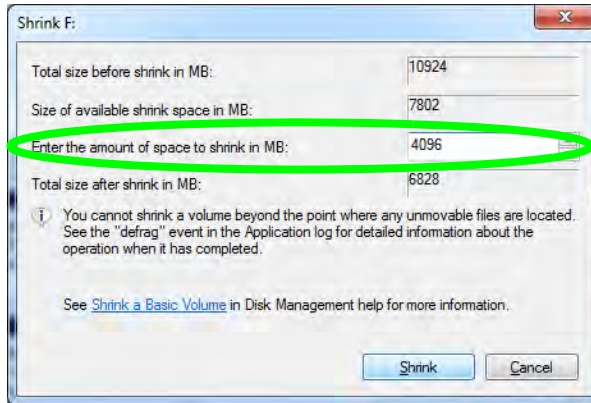 Shrink F:
Total size before shrink in MB: 10924
Size of available shrink space in MB: 7802
Enter the amount of space to shrink in MB: 4096
Total size after shrink in MB: 6828
You cannot shrink a volume beyond the point where any unmovable files are located.
See the "defrag" event in the Application log for detailed information about the
operation when it has completed.
See Shrink a Basic Volume in Disk Management help for more information.
Shrink Cancel